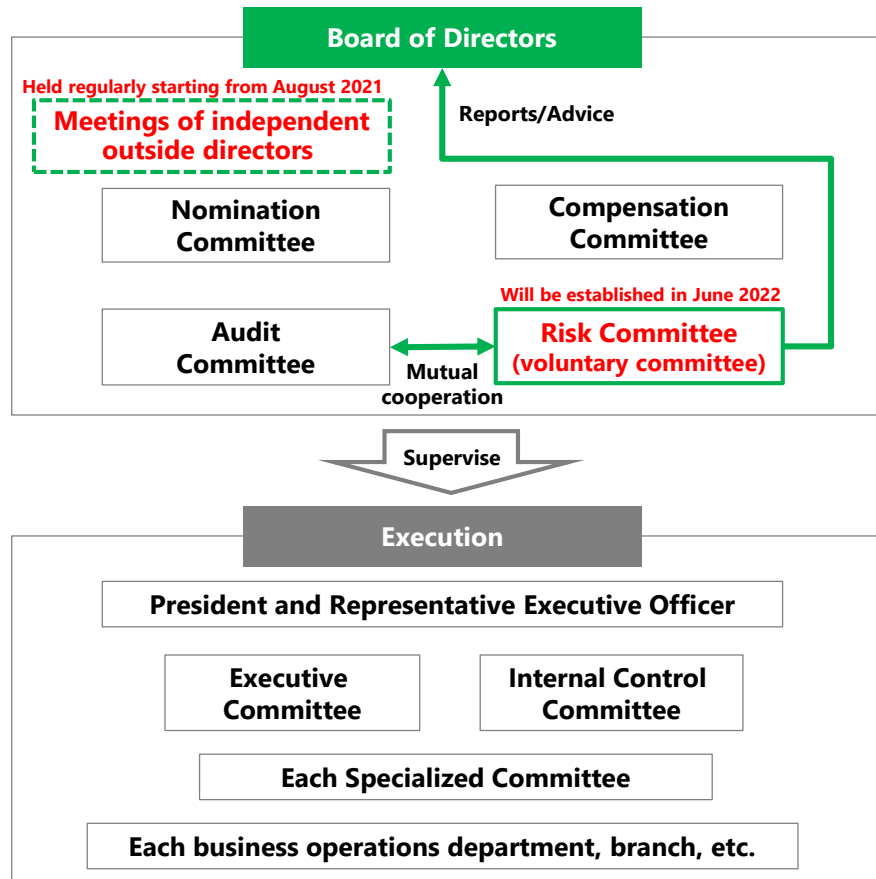 Board of Directors
Held regularly starting from August 2021
Meetings of independent
outside directors
Reports/Advice
Nomination
Committee
Compensation
Committee
Will be established in June 2022
Audit
Committee
Mutual
cooperation
Risk Committee
(voluntary committee)
Supervise
Execution
President and Representative Executive Officer
Executive
Committee
Internal Control
Committee
Each Specialized Committee
Each business operations department, branch, etc.